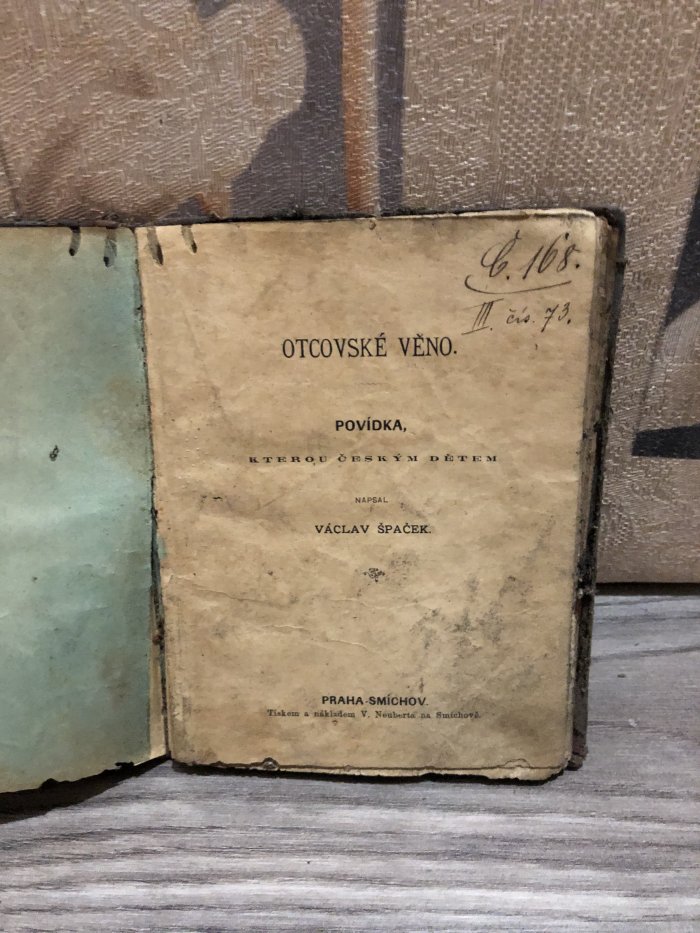 Č. 168.
III. čís. 73.
OTCOVSKÉ VĚNO.
POVÍDKA,
KTEROU ČESKÝM DĚTEM
NAPSAL
VÁCLAV ŠPAČEK.
PRAHA-SMÍCHOV.
Tiskem a nákladem V. Neuberta na Smíchově.